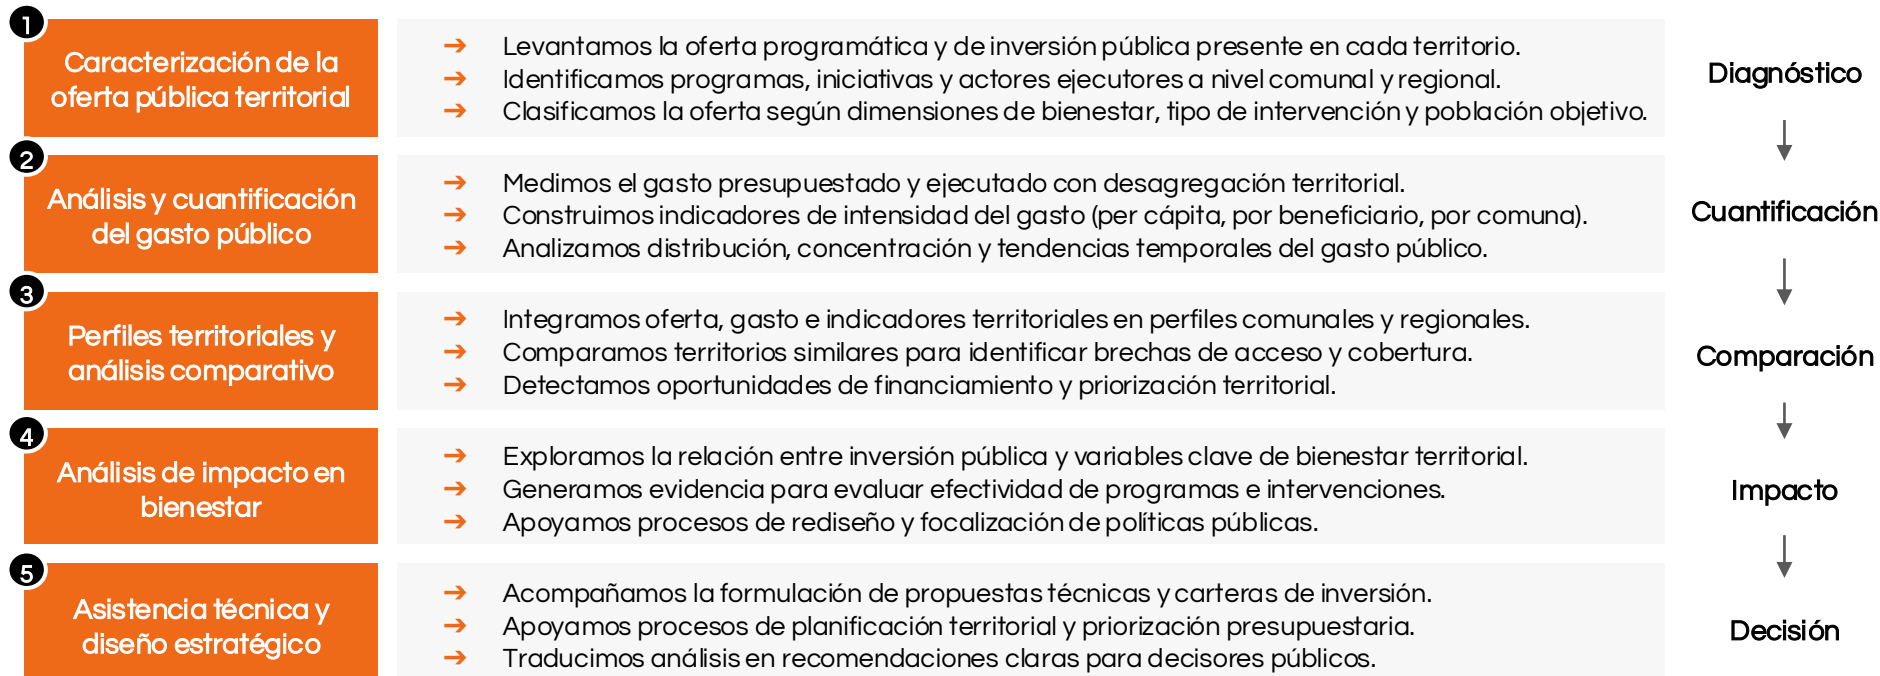 1
Caracterización de la
oferta pública territorial
➔ Levantamos la oferta programática y de inversión pública presente en cada territorio.
➔ Identificamos programas, iniciativas y actores ejecutores a nivel comunal y regional.
➔ Clasificamos la oferta según dimensiones de bienestar, tipo de intervención y población objetivo.
Diagnóstico
2
Análisis y cuantificación
del gasto público
➔ Medimos el gasto presupuestado y ejecutado con desagregación territorial.
➔ Construimos indicadores de intensidad del gasto (per cápita, por beneficiario, por comuna).
➔ Analizamos distribución, concentración y tendencias temporales del gasto público.
Cuantificación
3
Perfiles territoriales y
análisis comparativo
➔ Integramos oferta, gasto e indicadores territoriales en perfiles comunales y regionales.
➔ Comparamos territorios similares para identificar brechas de acceso y cobertura.
➔ Detectamos oportunidades de financiamiento y priorización territorial.
Comparación
4
Análisis de impacto en
bienestar
➔ Exploramos la relación entre inversión pública y variables clave de bienestar territorial.
➔ Generamos evidencia para evaluar efectividad de programas e intervenciones.
➔ Apoyamos procesos de rediseño y focalización de políticas públicas.
Impacto
5
Asistencia técnica y
diseño estratégico
➔ Acompañamos la formulación de propuestas técnicas y carteras de inversión.
➔ Apoyamos procesos de planificación territorial y priorización presupuestaria.
➔ Traducimos análisis en recomendaciones claras para decisores públicos.
Decisión